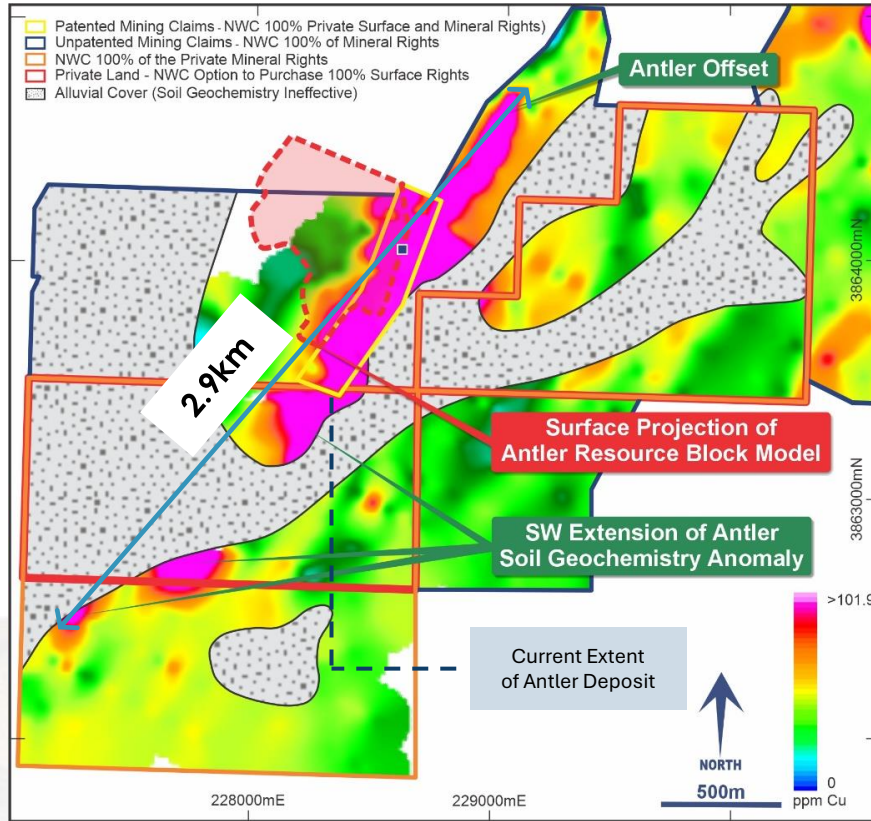 Patented Mining Claims - NWC 100% Private Surface and Mineral Rights)
Unpatented Mining Claims - NWC 100% of Mineral Rights
NWC 100% of the Private Mineral Rights
Private Land - NWC Option to Purchase 100% Surface Rights
Alluvial Cover (Soil Geochemistry Ineffective)
Antler Offset
3864000mN
2.9km
Surface Projection of
Antler Resource Block Model
3863000mN
SW Extension of Antler
Soil Geochemistry Anomaly
>101.9
Current Extent
of Antler Deposit
NORTH
500m
0
ppm Cu
228000mE
229000mE